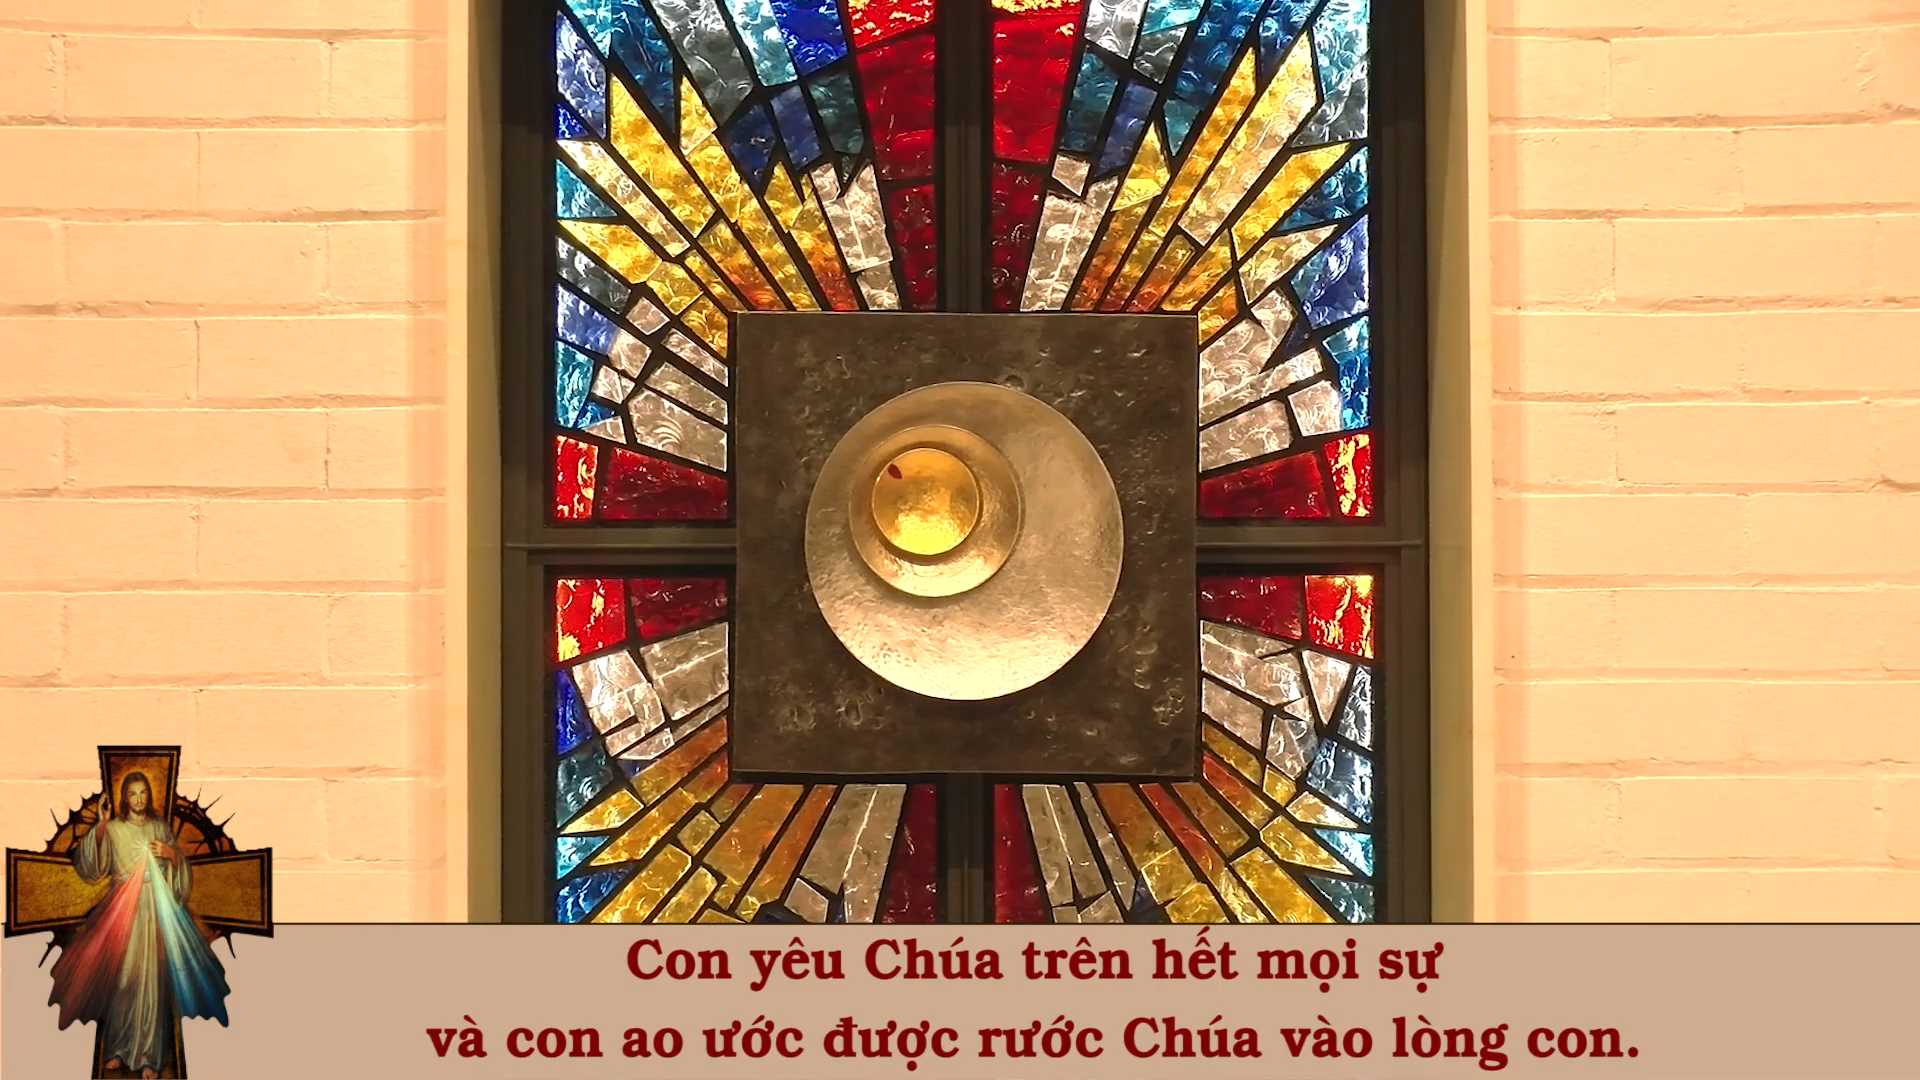 Con yêu Chúa trên hết mọi sự
và con ao ước được rước Chúa vào lòng con.